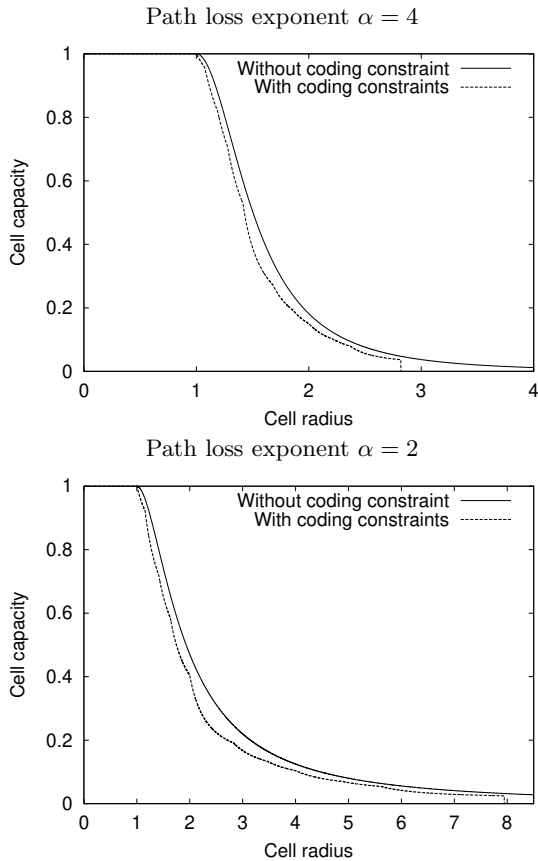 Path loss exponent α = 4
1
Without coding constraint
With coding constraints
0.8
0.6
Cell capacity
0.4
0.2
0
0 1 2 3 4
Cell radius
Path loss exponent α = 2
1
Without coding constraint
With coding constraints
0.8
0.6
Cell capacity
0.4
0.2
0
0 1 2 3 4 5 6 7 8
Cell radius